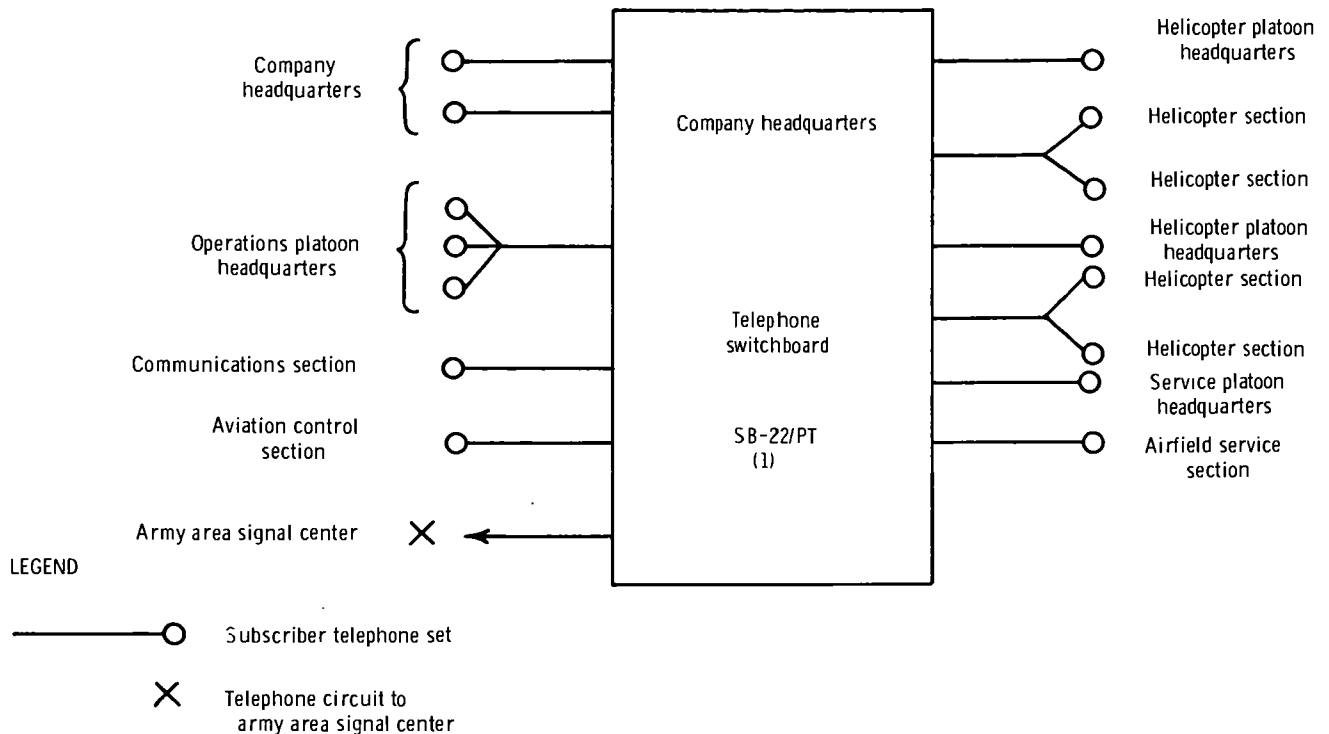 Company
headquarters
Operations platoon
headquarters
Communications section
Aviation control
section
Army area signal center
Company headquarters
Telephone
switchboard
SB-22/PT
(1)
Helicopter platoon
headquarters
Helicopter section
Helicopter section
Helicopter platoon
headquarters
Helicopter section
Helicopter section
Service platoon
headquarters
Airfield service
section
LEGEND
Subscriber telephone set
Telephone circuit to
army area signal center